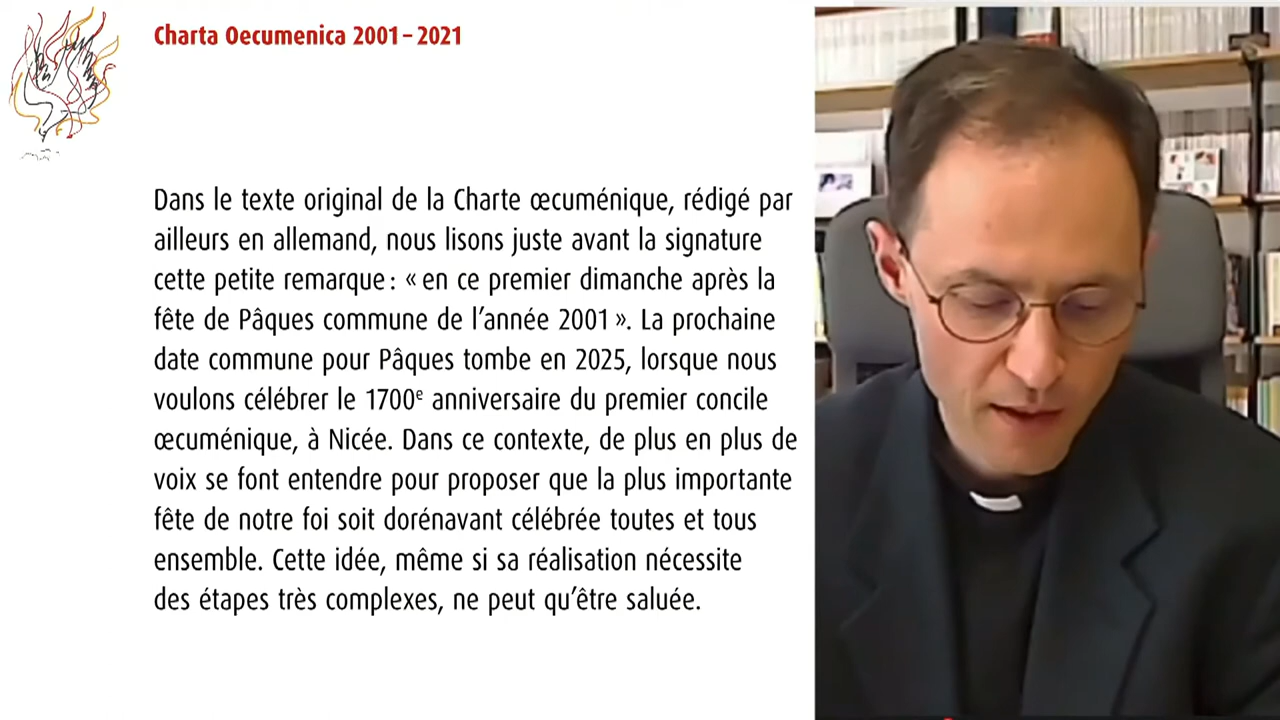 Charta Oecumenica 2001 – 2021
Dans le texte original de la Charte œcuménique, rédigé par
ailleurs en allemand, nous lisons juste avant la signature
cette petite remarque : « en ce premier dimanche après la
fête de Pâques commune de l’année 2001 ». La prochaine
date commune pour Pâques tombe en 2025, lorsque nous
voulons célébrer le 1700ᵉ anniversaire du premier concile
œcuménique, à Nicée. Dans ce contexte, de plus en plus de
voix se font entendre pour proposer que la plus importante
fête de notre foi soit dorénavant célébrée toutes et tous
ensemble. Cette idée, même si sa réalisation nécessite
des étapes très complexes, ne peut qu’être saluée.